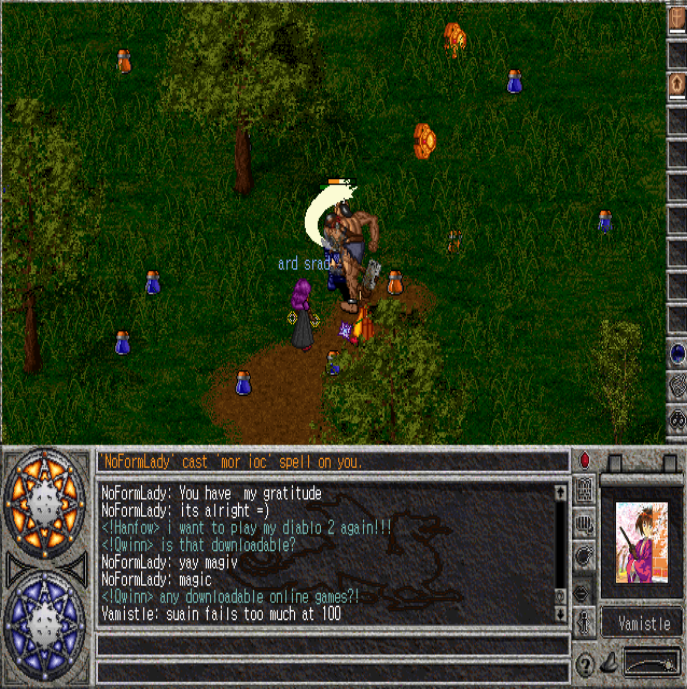 ard srad
'NoFormLady' cast 'mor ioc' spell on you.
NoFormLady: You have my gratitude
NoFormLady: its alright =)
<!Hanfow> i want to play my diablo 2 again!!!
<!Qwinn> is that downloadable?
NoFormLady: yay magiv
NoFormLady: magic
<!Qwinn> any downloadable online games?!
Vamistle: suain fails too much at 100
Vamistle